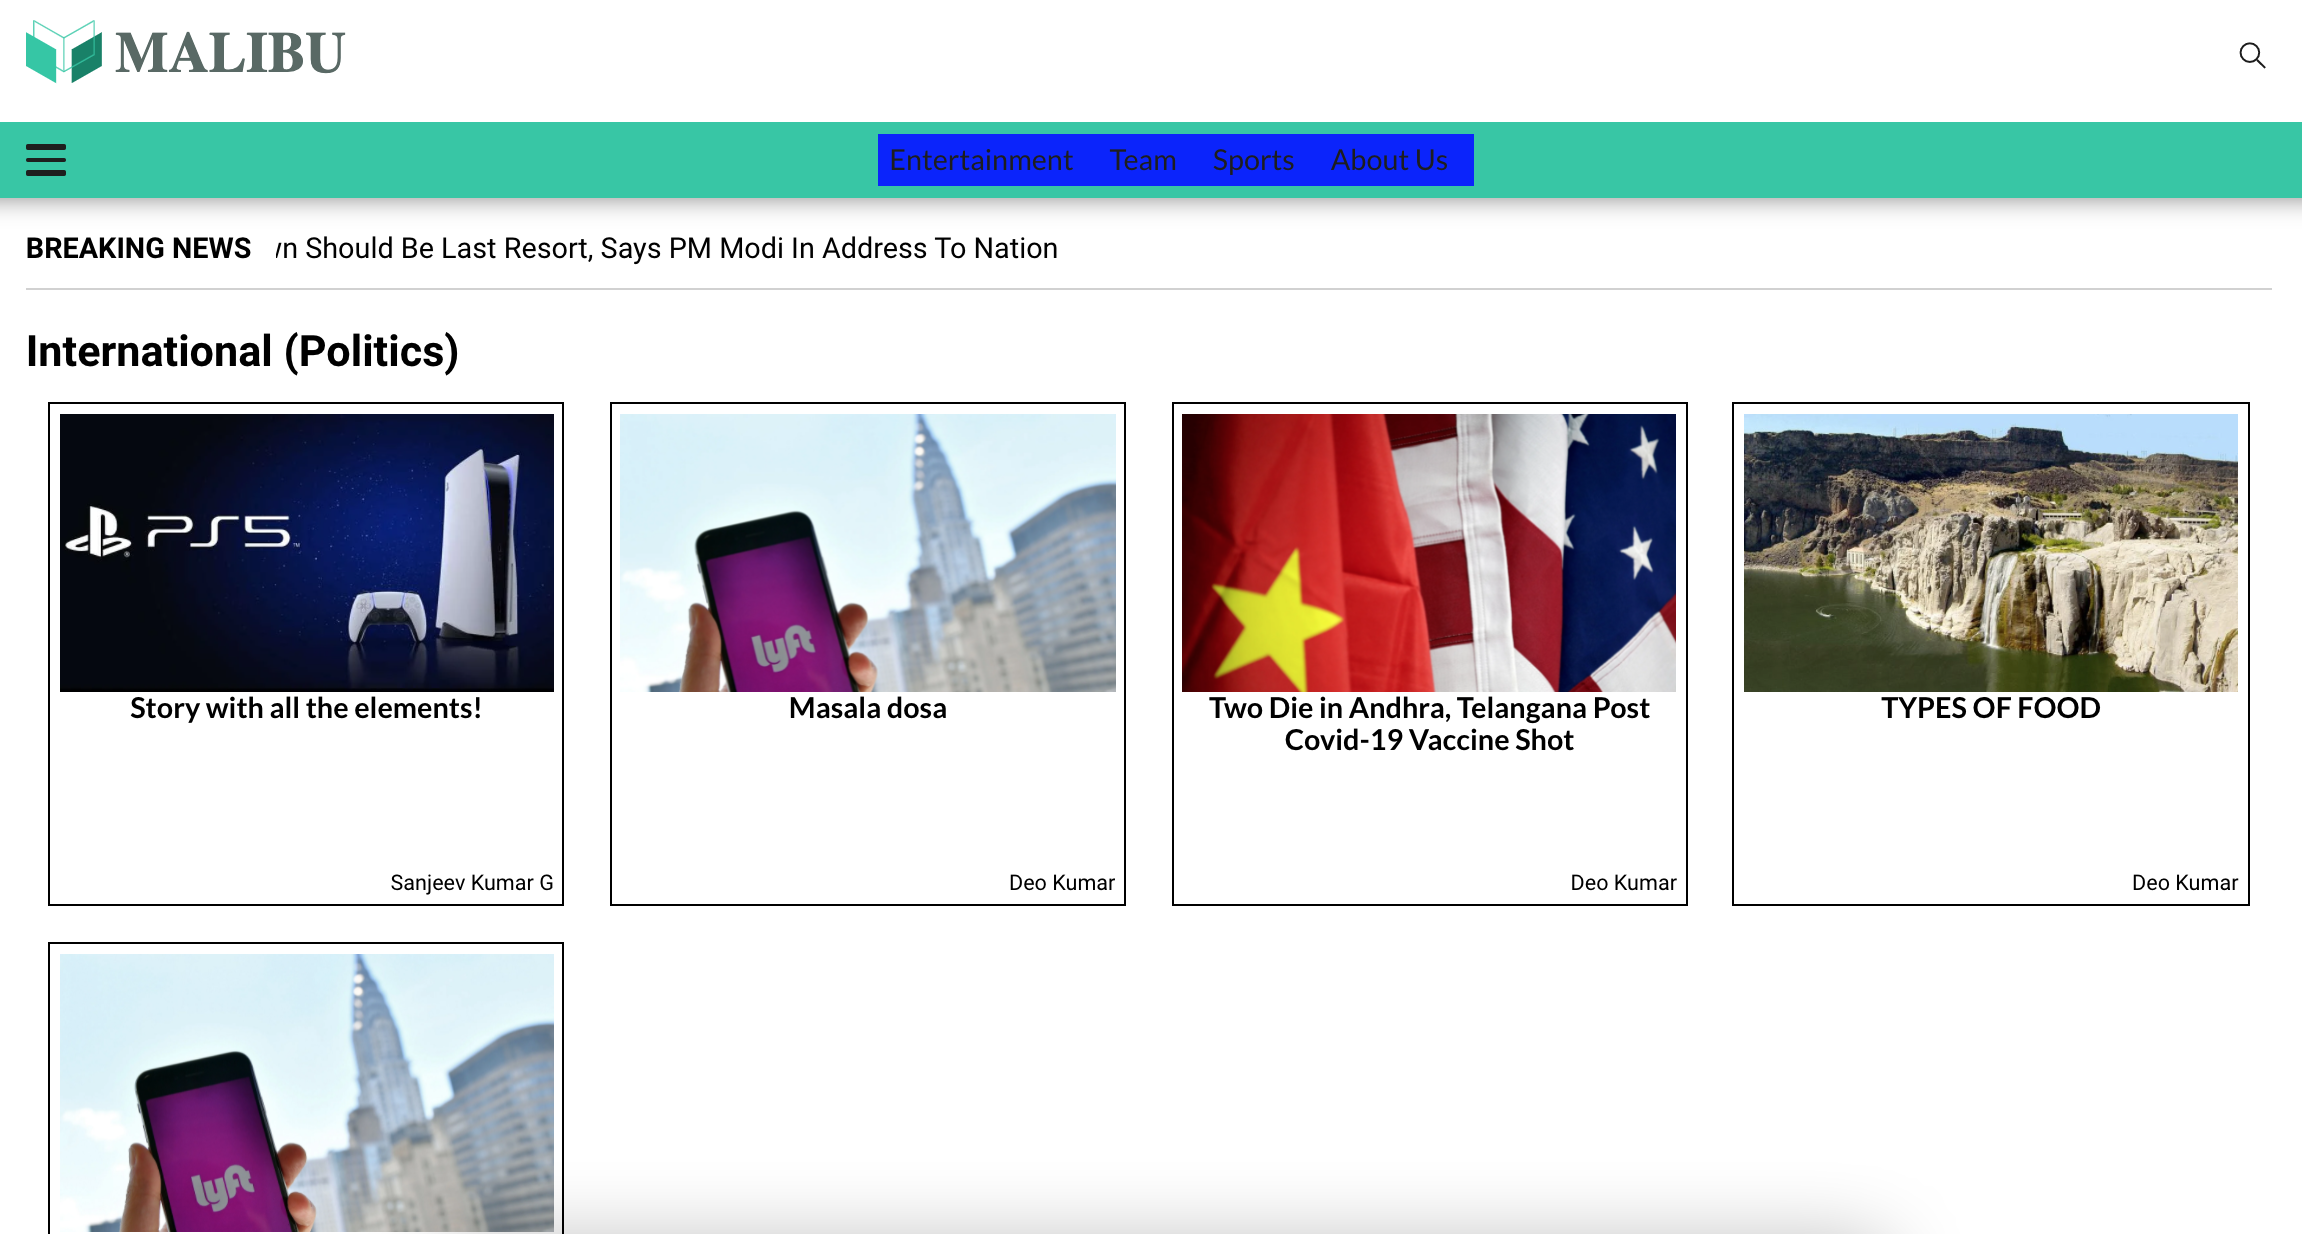 MALIBU
Entertainment Team Sports About Us
BREAKING NEWS n Should Be Last Resort, Says PM Modi In Address To Nation
International (Politics)
PS5
lyft
Story with all the elements!
Masala dosa
Two Die in Andhra, Telangana Post
Covid-19 Vaccine Shot
TYPES OF FOOD
Sanjeev Kumar G
Deo Kumar
Deo Kumar
Deo Kumar
lyft